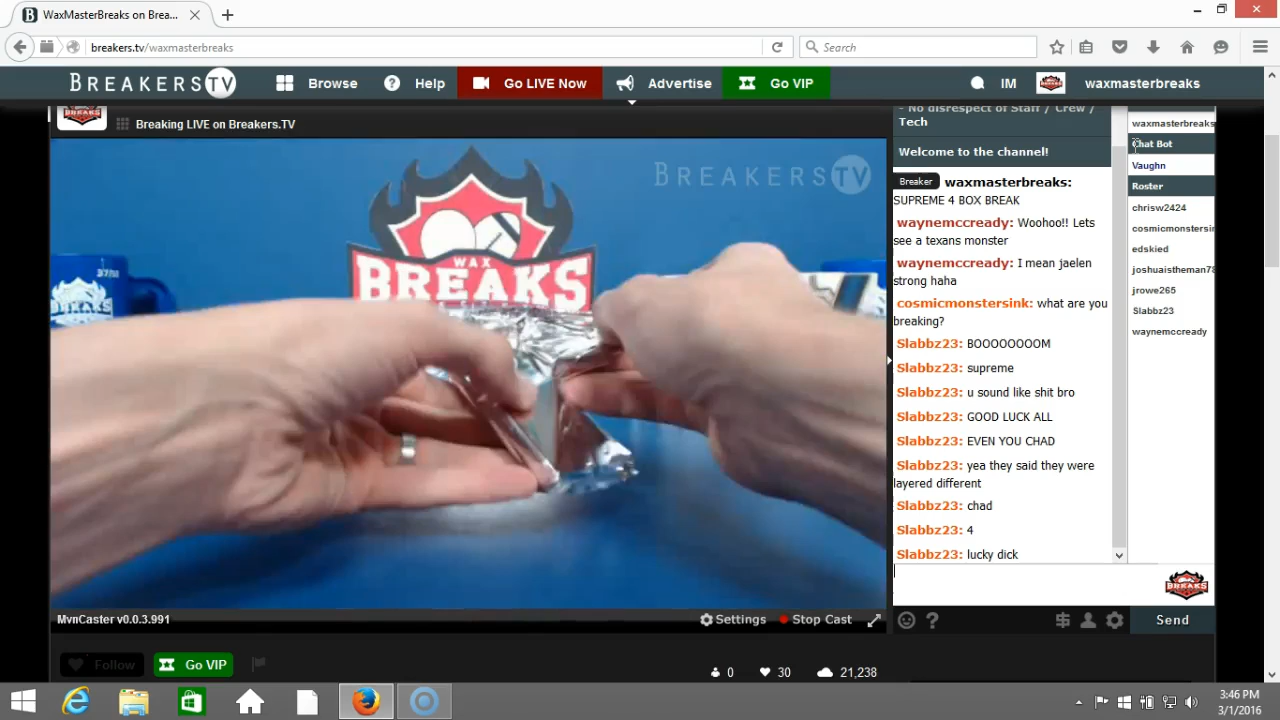 WaxMasterBreaks on Brea...
breakers.tv/waxmasterbreaks
Search
BREAKERSTV
Browse
Help
Go LIVE Now
Advertise
Go VIP
IM
waxmasterbreaks
BREAKS
Breaking LIVE on Breakers.TV
BREAKERSTV
WAX
BREAKS
- No disrespect of Staff / Crew /
Tech
Welcome to the channel!
Breaker waxmasterbreaks:
SUPREME 4 BOX BREAK
waynemccready: Woohoo!! Lets
see a texans monster
waynemccready: I mean jaelen
strong haha
cosmicmonstersink: what are you
breaking?
Slabbz23: BOOOOOOOM
Slabbz23: supreme
Slabbz23: u sound like shit bro
Slabbz23: GOOD LUCK ALL
Slabbz23: EVEN YOU CHAD
Slabbz23: yea they said they were
layered different
Slabbz23: chad
Slabbz23: 4
Slabbz23: lucky dick
waxmasterbreaks
Chat Bot
Vaughn
Roster
chrisw2424
cosmicmonstersin
edskied
joshuaistheman78
jrowe265
Slabbz23
waynemccready
BREAKS
Send
MvnCaster v0.0.3.991
Settings
Stop Cast
Follow
Go VIP
0
30
21,238
3:46 PM
3/1/2016